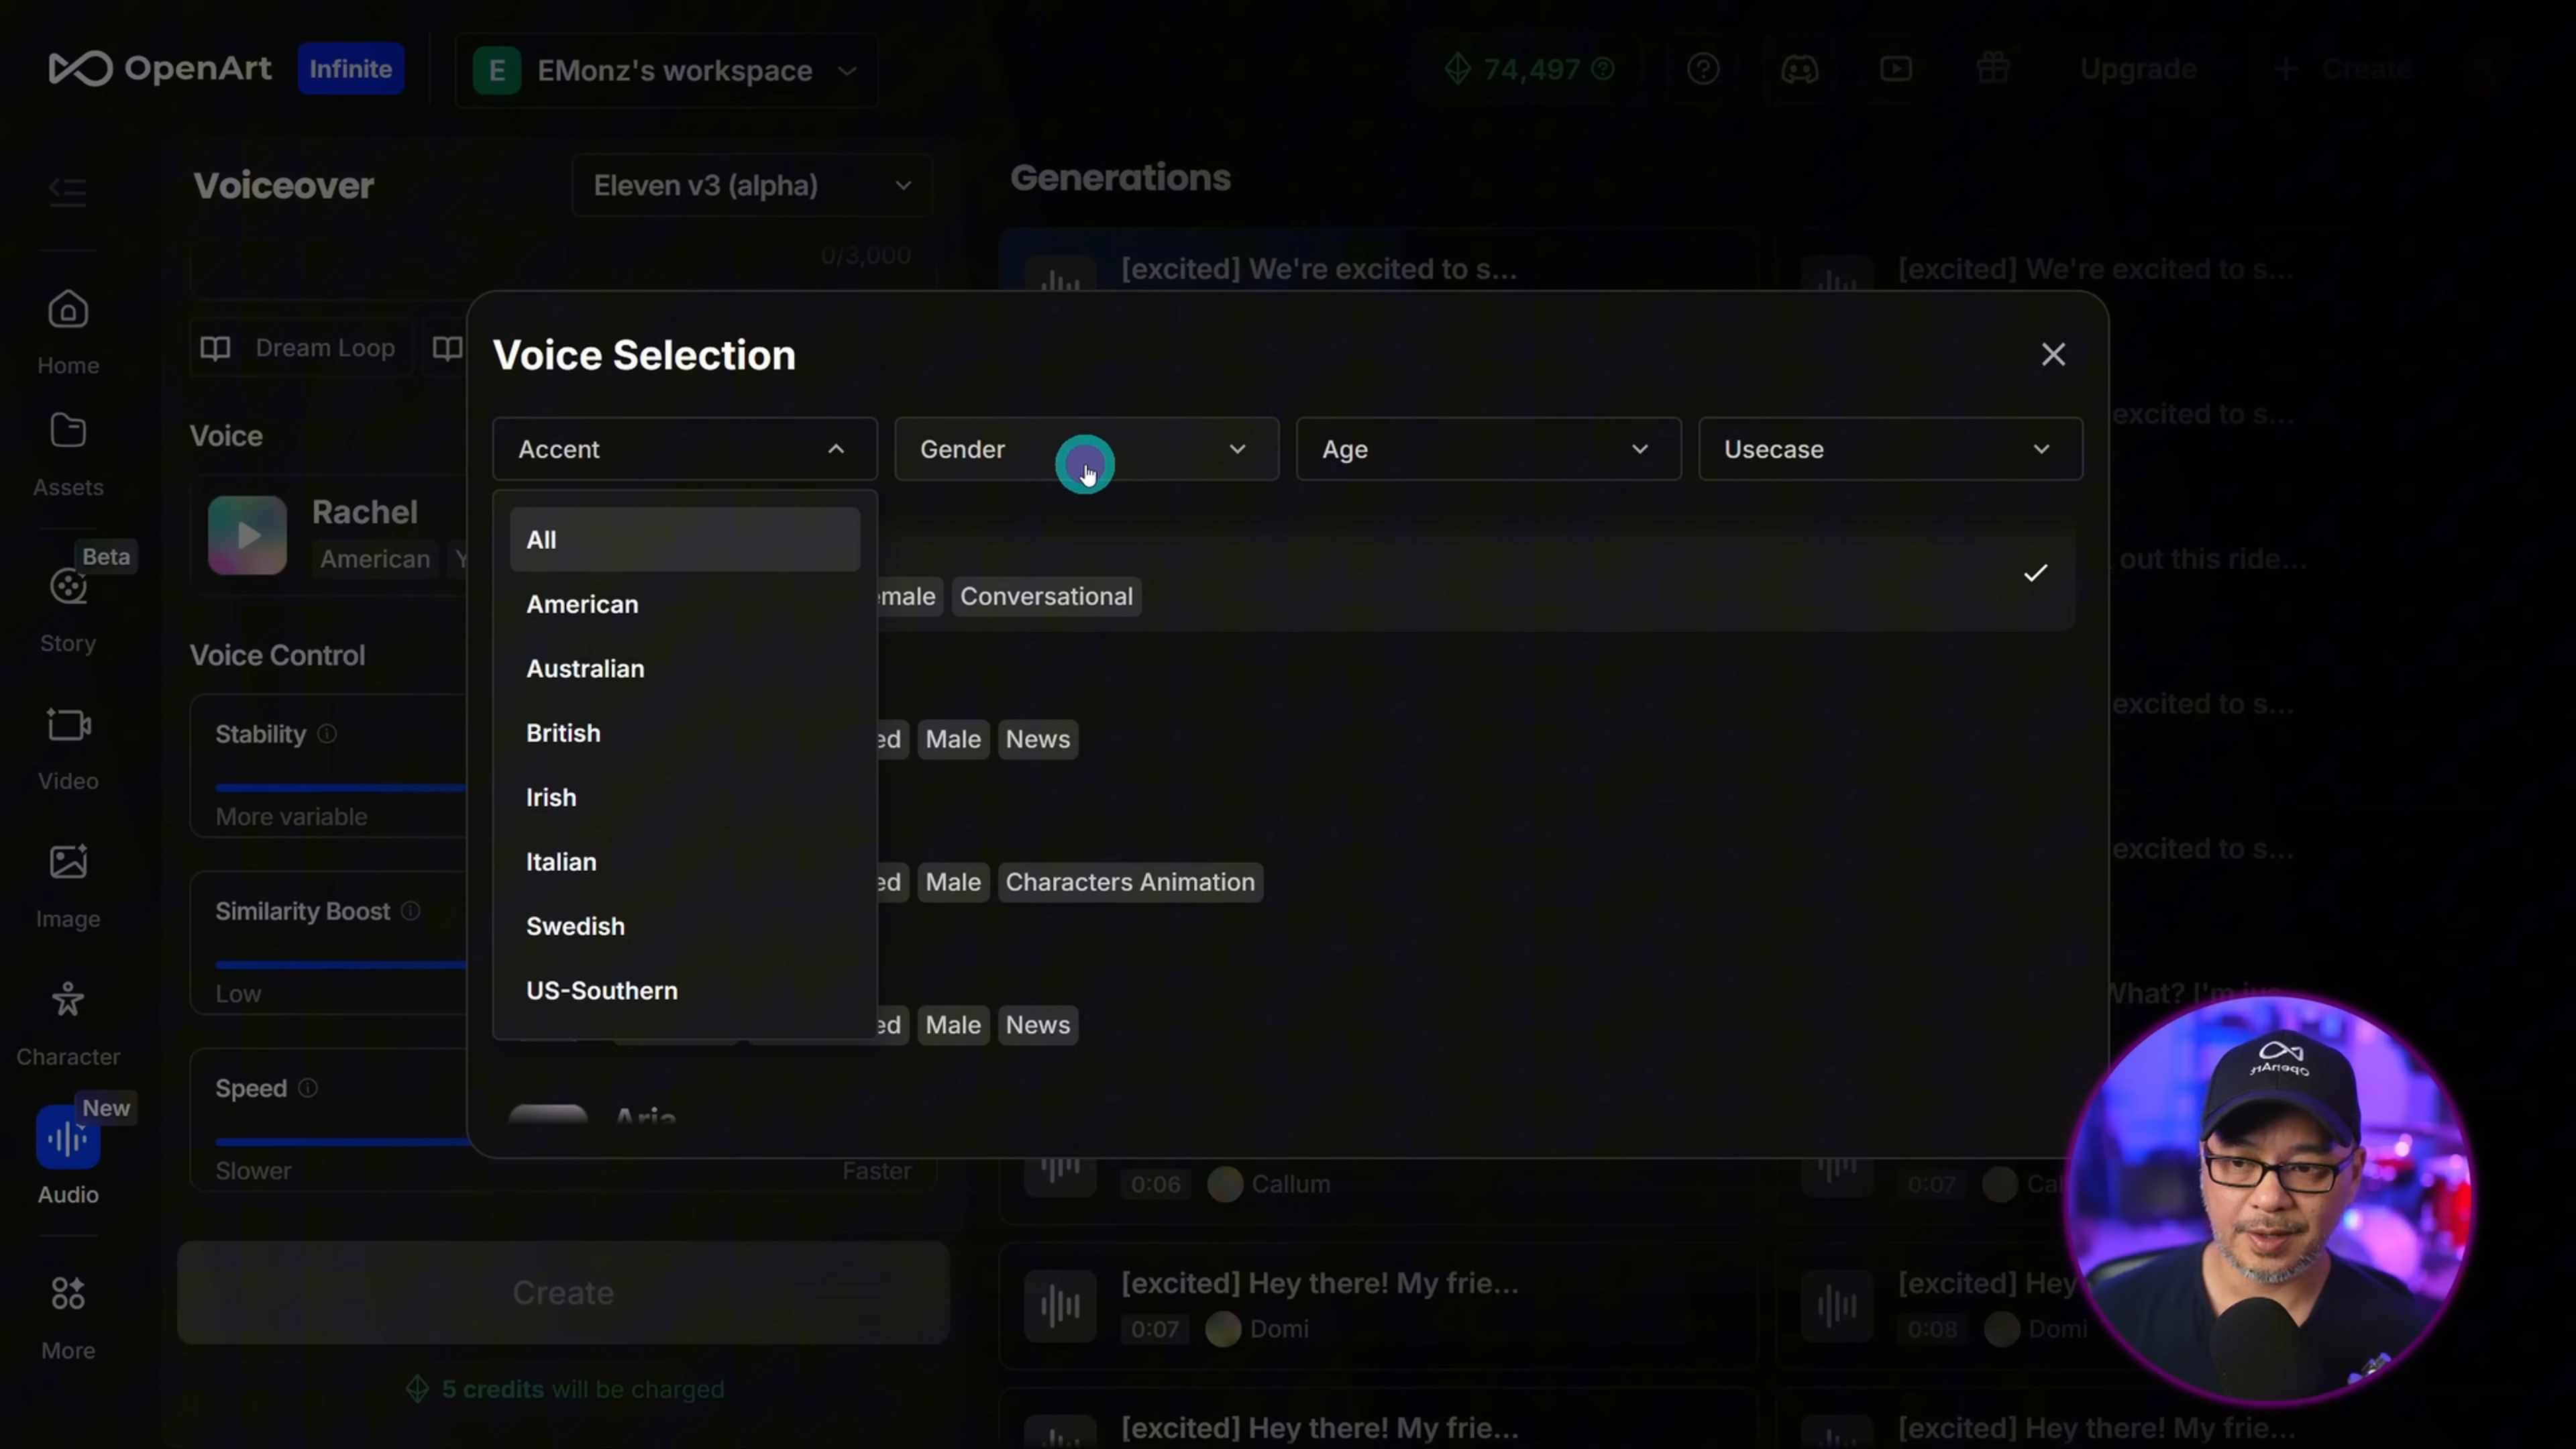 OpenArt Infinite
E EMonz's workspace
74,497
Upgrade
+ Create
Voiceover
Eleven v3 (alpha)
0/3,000
Dream Loop
Voice
Rachel
American
Voice Control
Stability
More variable
Similarity Boost
Low
Speed
Slower
Faster
Create
5 credits will be charged
Home
Assets
Beta
Story
Video
Image
Character
New
Audio
More
Generations
[excited] We're excited to s...
[excited] We're excited to s...
excited to s...
out this ride...
excited to s...
excited to s...
What? I'm
Voice Selection
Accent
Gender
Age
Usecase
All
American
Australian
British
Irish
Italian
Swedish
US-Southern
Conversational
Male
News
Male
Characters Animation
Male
News
Aria
0:06
Callum
0:07
[excited] Hey there! My frie...
0:07
Domi
[excited] Hey
0:08
Domi
[excited] Hey there! My frie...
[excited] Hey there! My frie...
OpenArt